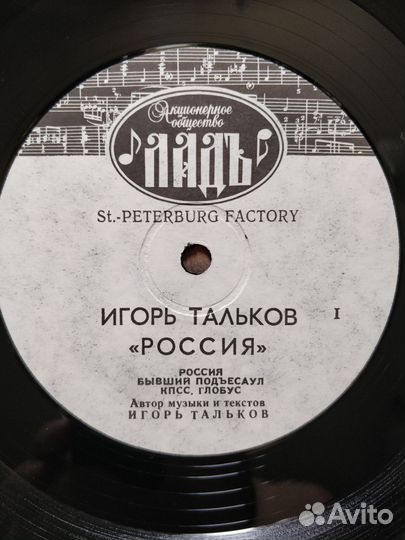 Акционерное
общество
ЛАДЪ
St.-PETERBURG FACTORY
ИГОРЬ ТАЛЬКОВ I
«РОССИЯ»
РОССИЯ
БЫВШИЙ ПОДЪЕСАУЛ
КПСС, ГЛОБУС
Автор музыки и текстов
ИГОРЬ ТАЛЬКОВ
Avito